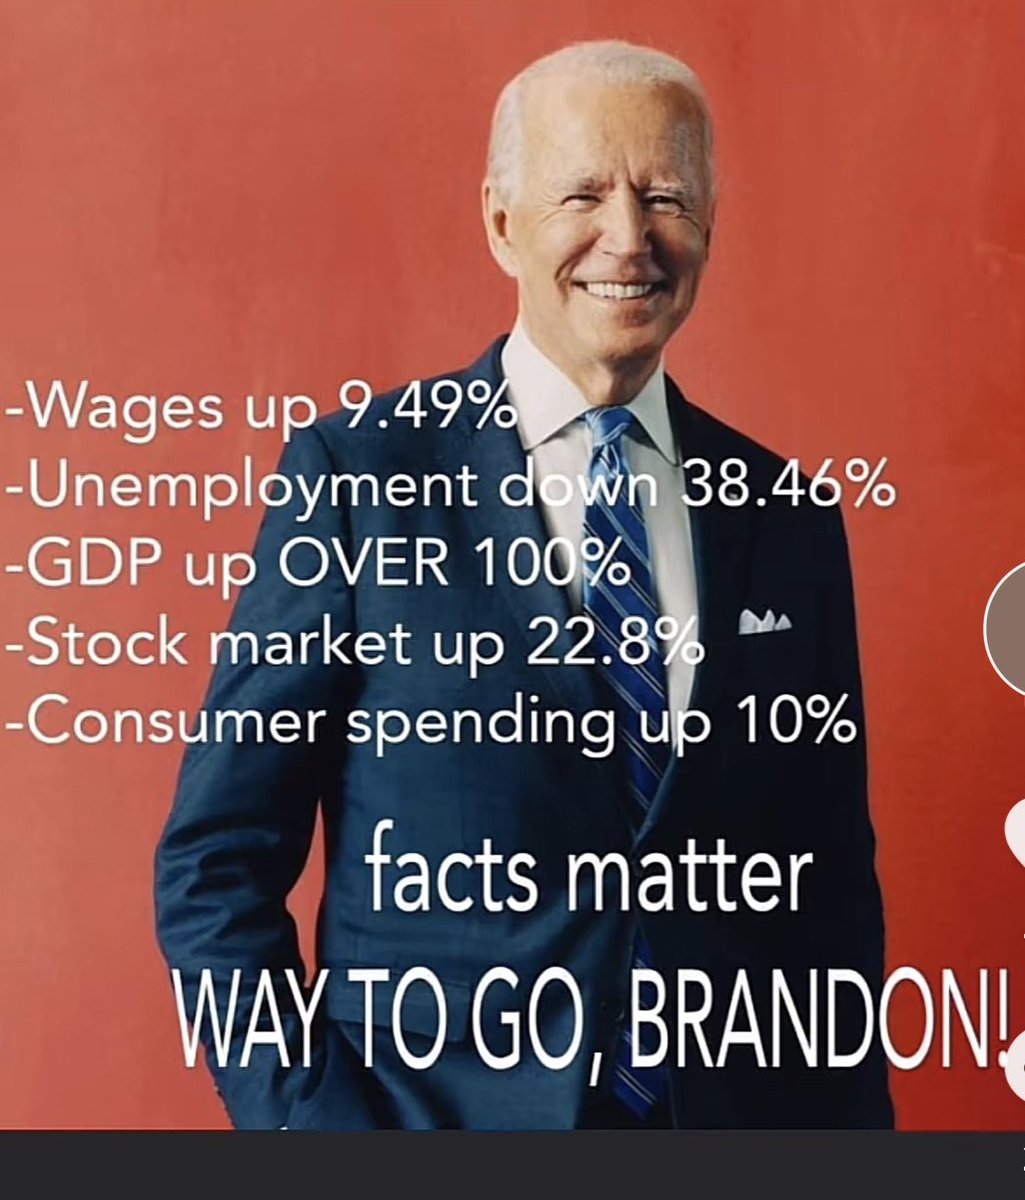 -Wages up 9.49%
-Unemployment down 38.46%
-GDP up OVER 100%
-Stock market up 22.8%
-Consumer spending up 10%
facts matter
WAY TO GO, BRANDON!